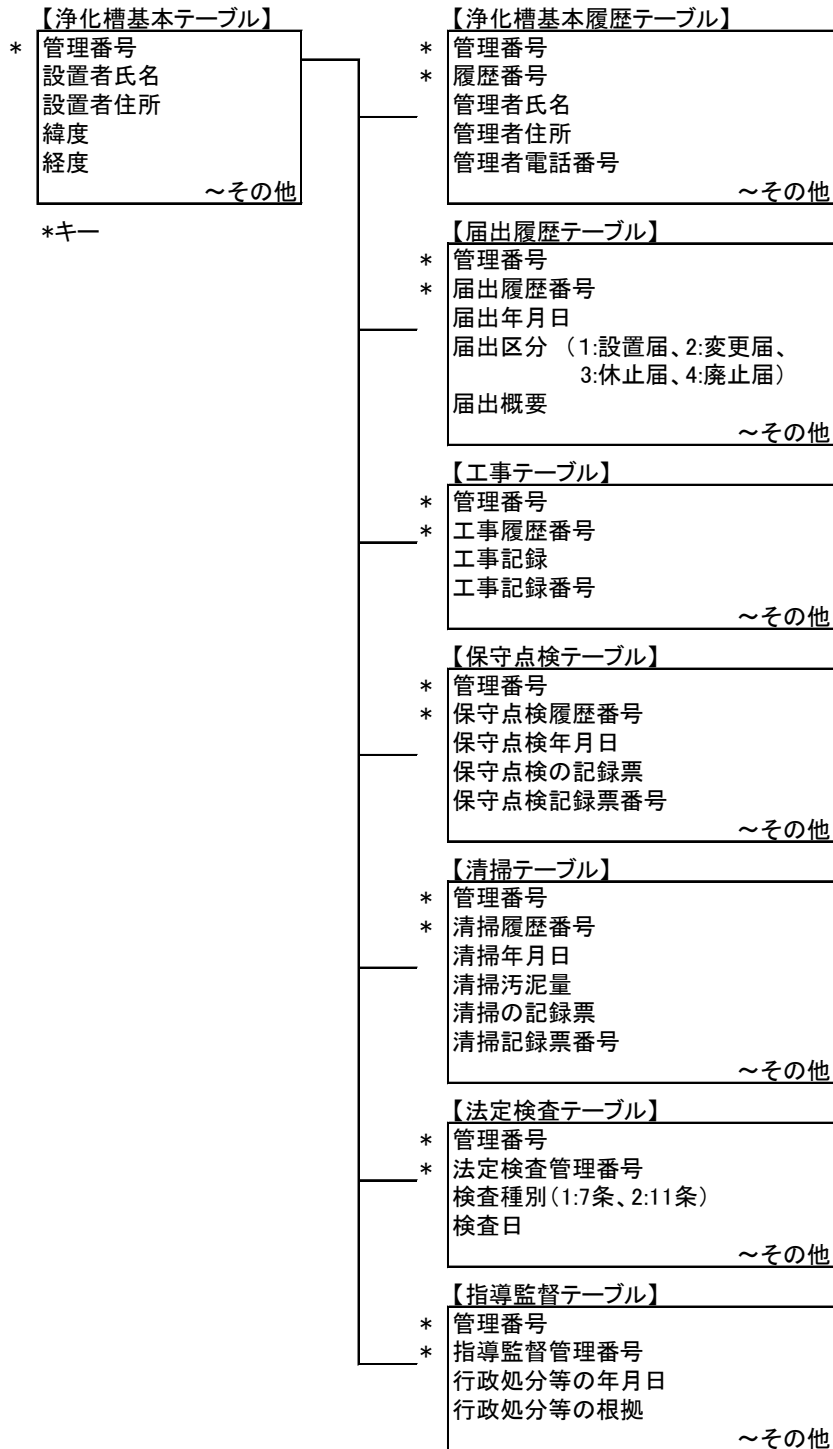 【浄化槽基本テーブル】
* 管理番号
設置者氏名
設置者住所
緯度
経度
~その他
*キー
【浄化槽基本履歴テーブル】
* 管理番号
* 履歴番号
管理者氏名
管理者住所
管理者電話番号
~その他
【届出履歴テーブル】
* 管理番号
* 届出履歴番号
届出年月日
届出区分 (1:設置届、2:変更届、
3:休止届、4:廃止届)
届出概要
~その他
【工事テーブル】
* 管理番号
* 工事履歴番号
工事記録
工事記録番号
~その他
【保守点検テーブル】
* 管理番号
* 保守点検履歴番号
保守点検年月日
保守点検の記録票
保守点検記録票番号
~その他
【清掃テーブル】
* 管理番号
* 清掃履歴番号
清掃年月日
清掃汚泥量
清掃の記録票
清掃記録票番号
~その他
【法定検査テーブル】
* 管理番号
* 法定検査管理番号
検査種別(1:7条、2:11条)
検査日
~その他
【指導監督テーブル】
* 管理番号
* 指導監督管理番号
行政処分等の年月日
行政処分等の根拠
~その他